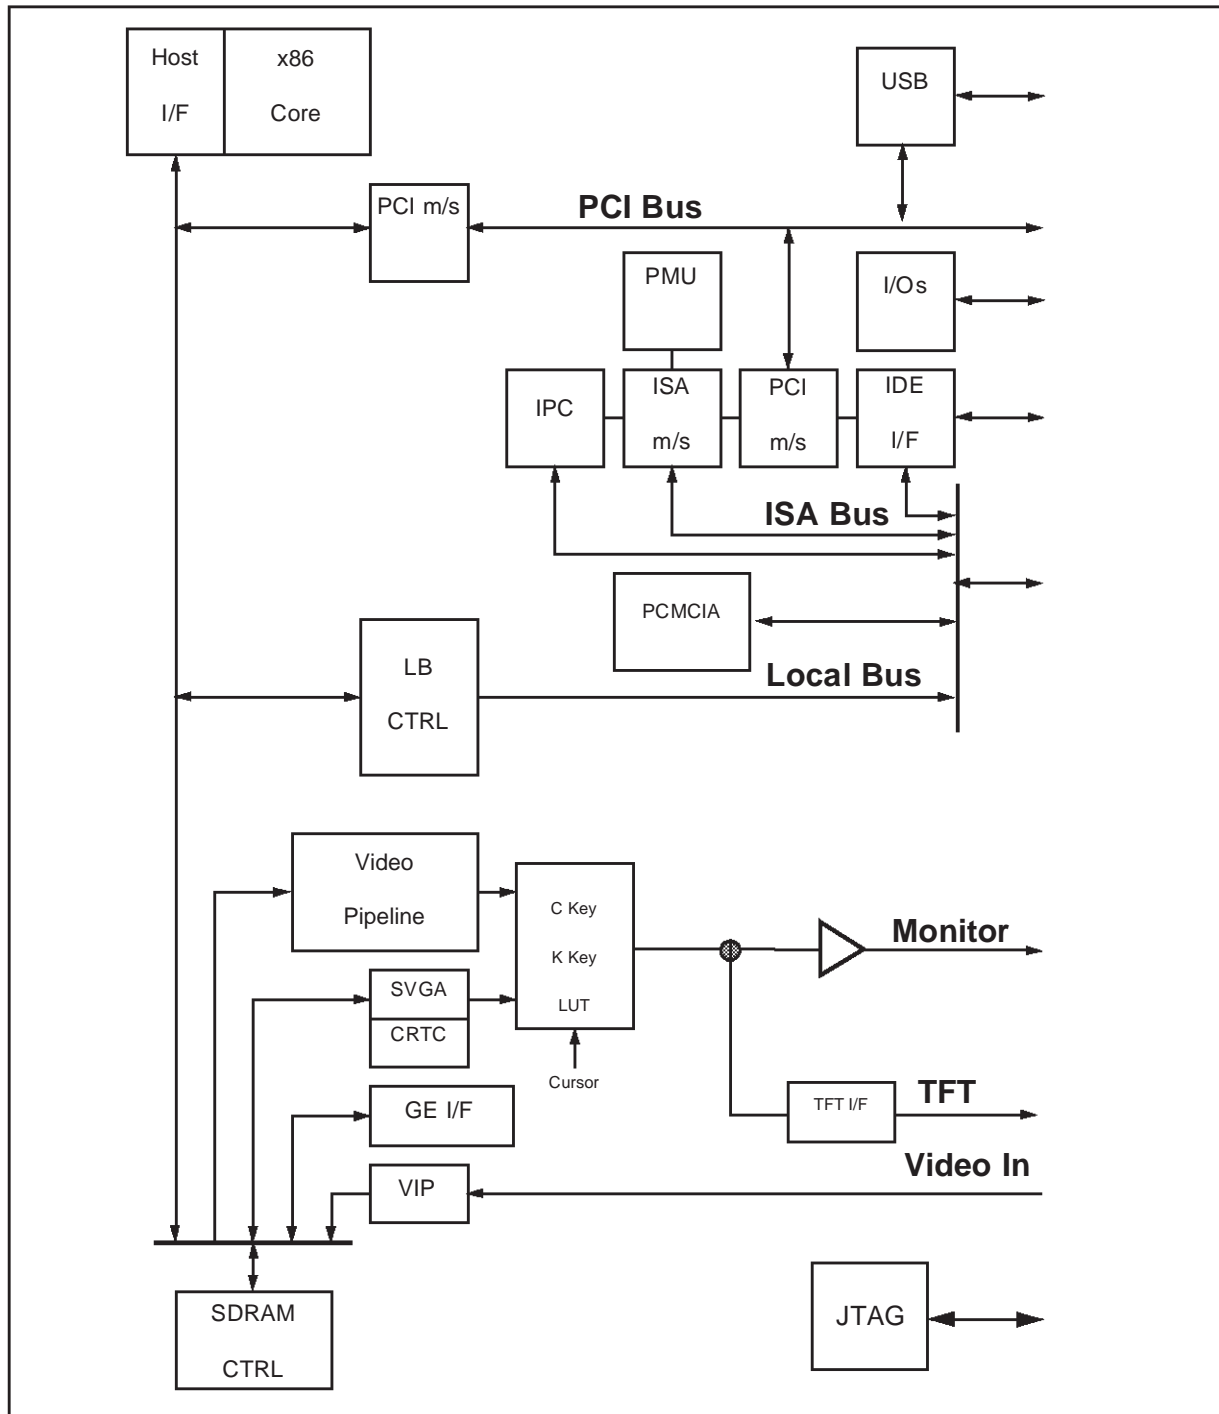 Host
I/F
x86
Core
USB
PCI m/s
PCI Bus
PMU
I/Os
IPC
ISA
m/s
PCI
m/s
IDE
I/F
ISA Bus
PCMCIA
LB
CTRL
Local Bus
Video
Pipeline
C Key
K Key
LUT
Monitor
SVGA
CRTC
Cursor
GE I/F
TFT I/F
TFT
Video In
VIP
SDRAM
CTRL
JTAG